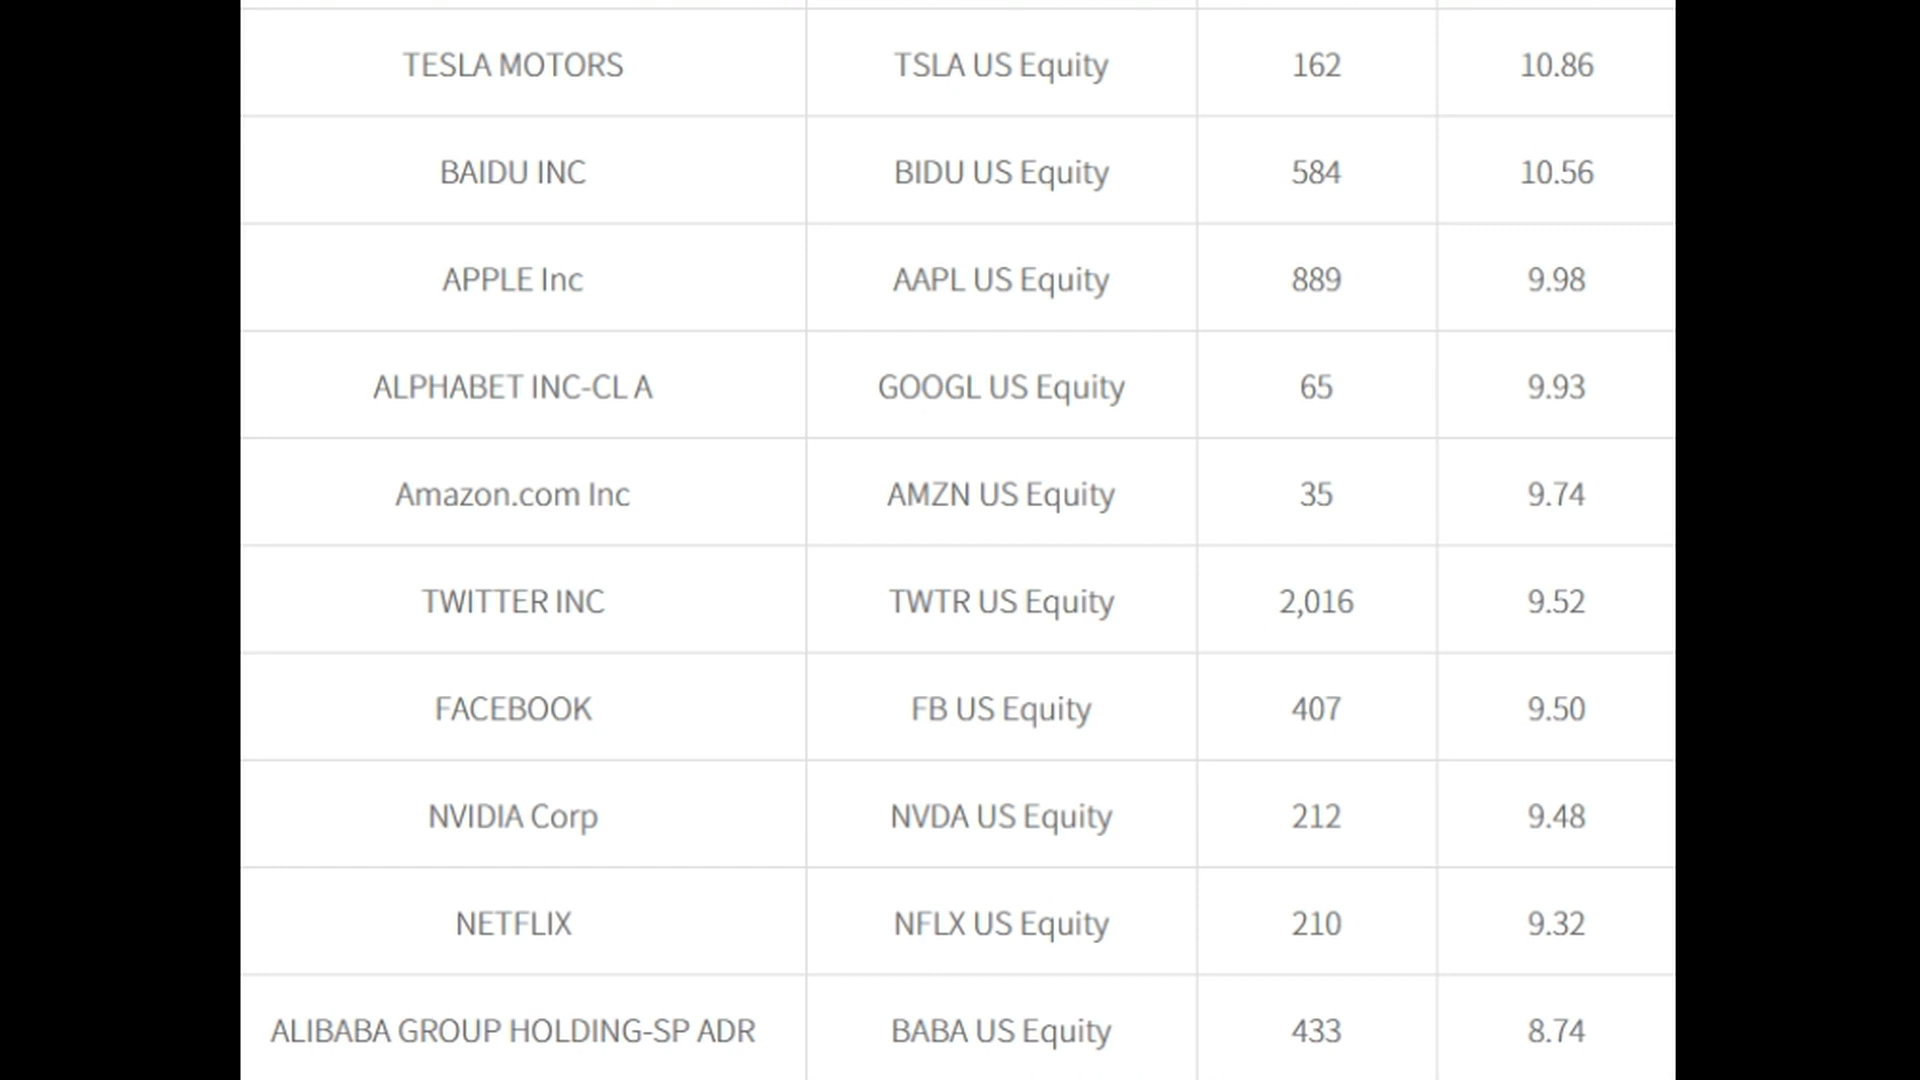 TESLA MOTORS TSLA US Equity 162 10.86
BAIDU INC BIDU US Equity 584 10.56
APPLE Inc AAPL US Equity 889 9.98
ALPHABET INC-CL A GOOGL US Equity 65 9.93
Amazon.com Inc AMZN US Equity 35 9.74
TWITTER INC TWTR US Equity 2,016 9.52
FACEBOOK FB US Equity 407 9.50
NVIDIA Corp NVDA US Equity 212 9.48
NETFLIX NFLX US Equity 210 9.32
ALIBABA GROUP HOLDING-SP ADR BABA US Equity 433 8.74